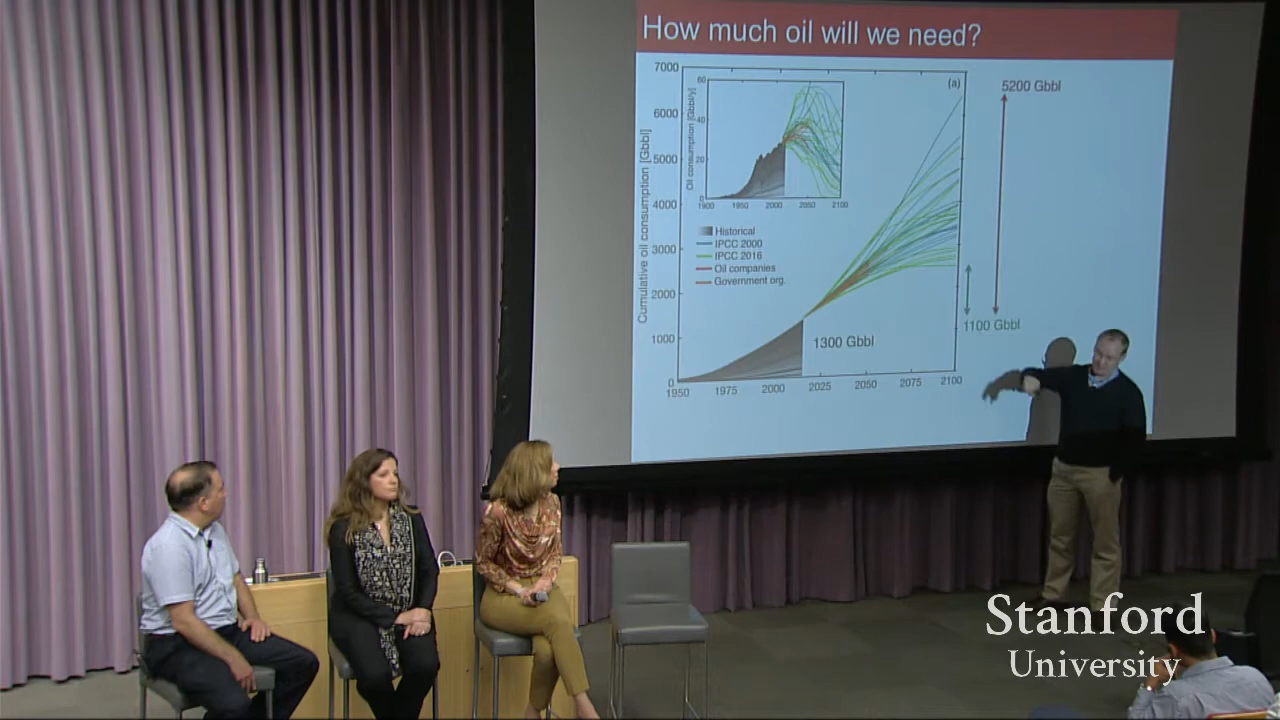 How much oil will we need?
7000
6000
5000
4000
3000
2000
1000
0
Cumulative oil consumption [Gbbl]
1950
1975
2000
2025
2050
2075
2100
60
40
20
0
Oil consumption [Gbbl/y]
1900
1950
2000
2050
2100
(a)
Historical
IPCC 2000
IPCC 2016
Oil companies
Government org.
1300 Gbbl
5200 Gbbl
1100 Gbbl
Stanford
University